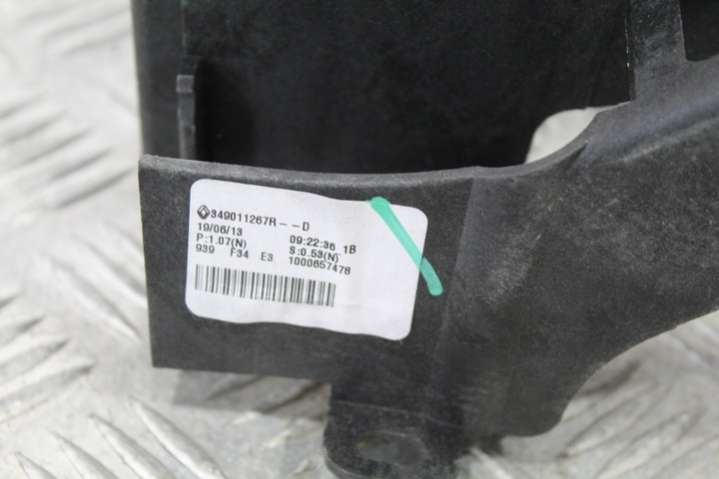 349011267R--D
19/06/13 09:22:36 1B
P:1.07(N) S:0.53(N)
939 F34 E3 1000657478